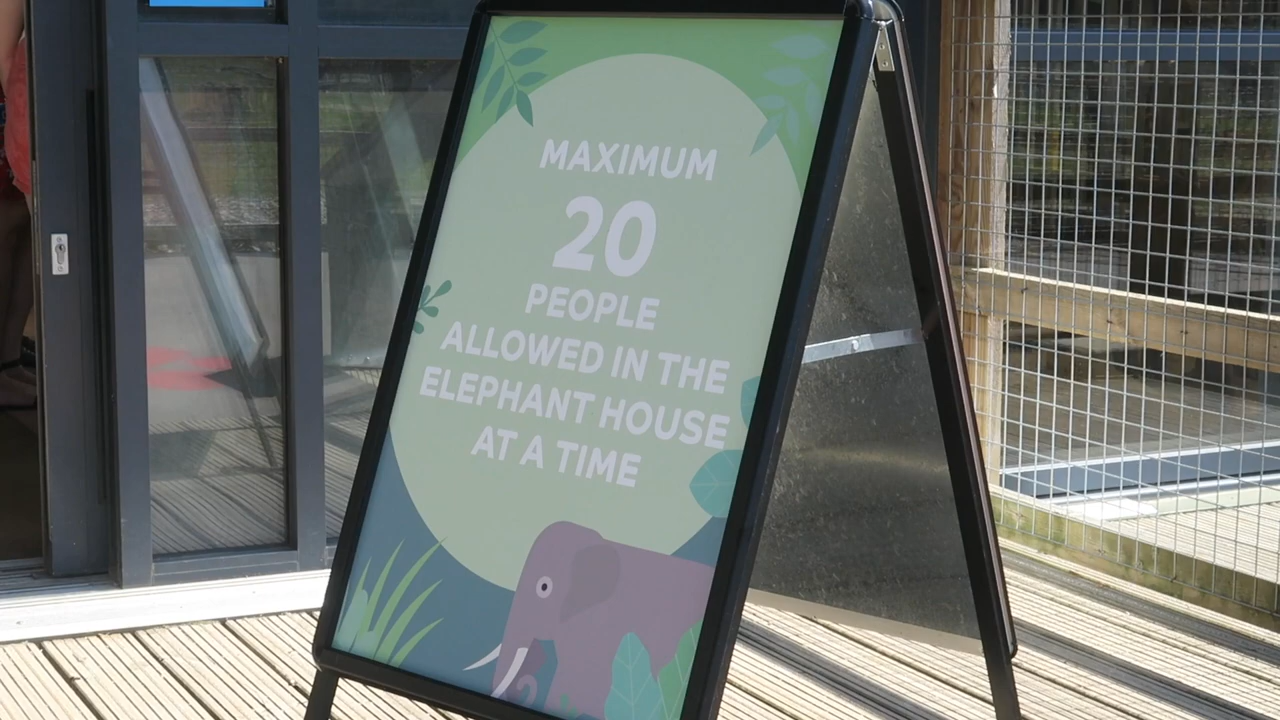 MAXIMUM
20
PEOPLE
ALLOWED IN THE
ELEPHANT HOUSE
AT A TIME